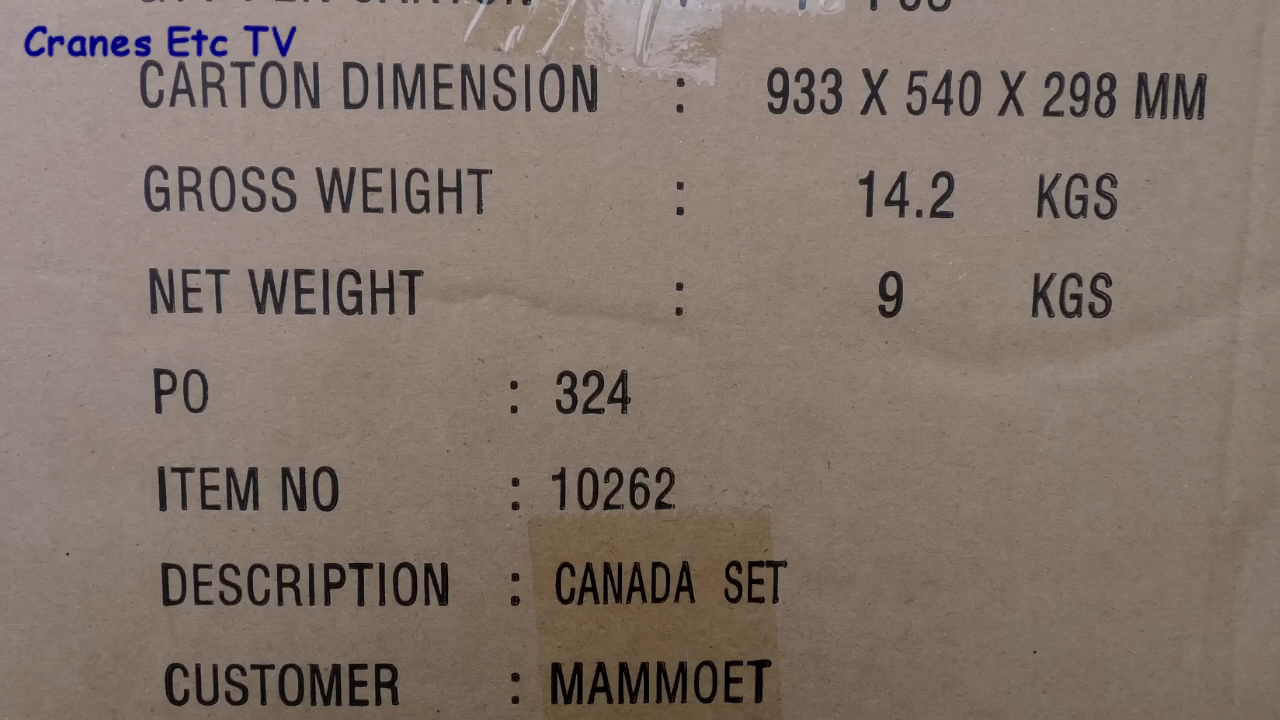 Cranes Etc TV
CARTON DIMENSION : 933 X 540 X 298 MM
GROSS WEIGHT : 14.2 KGS
NET WEIGHT : 9 KGS
PO : 324
ITEM NO : 10262
DESCRIPTION : CANADA SET
CUSTOMER : MAMMOET